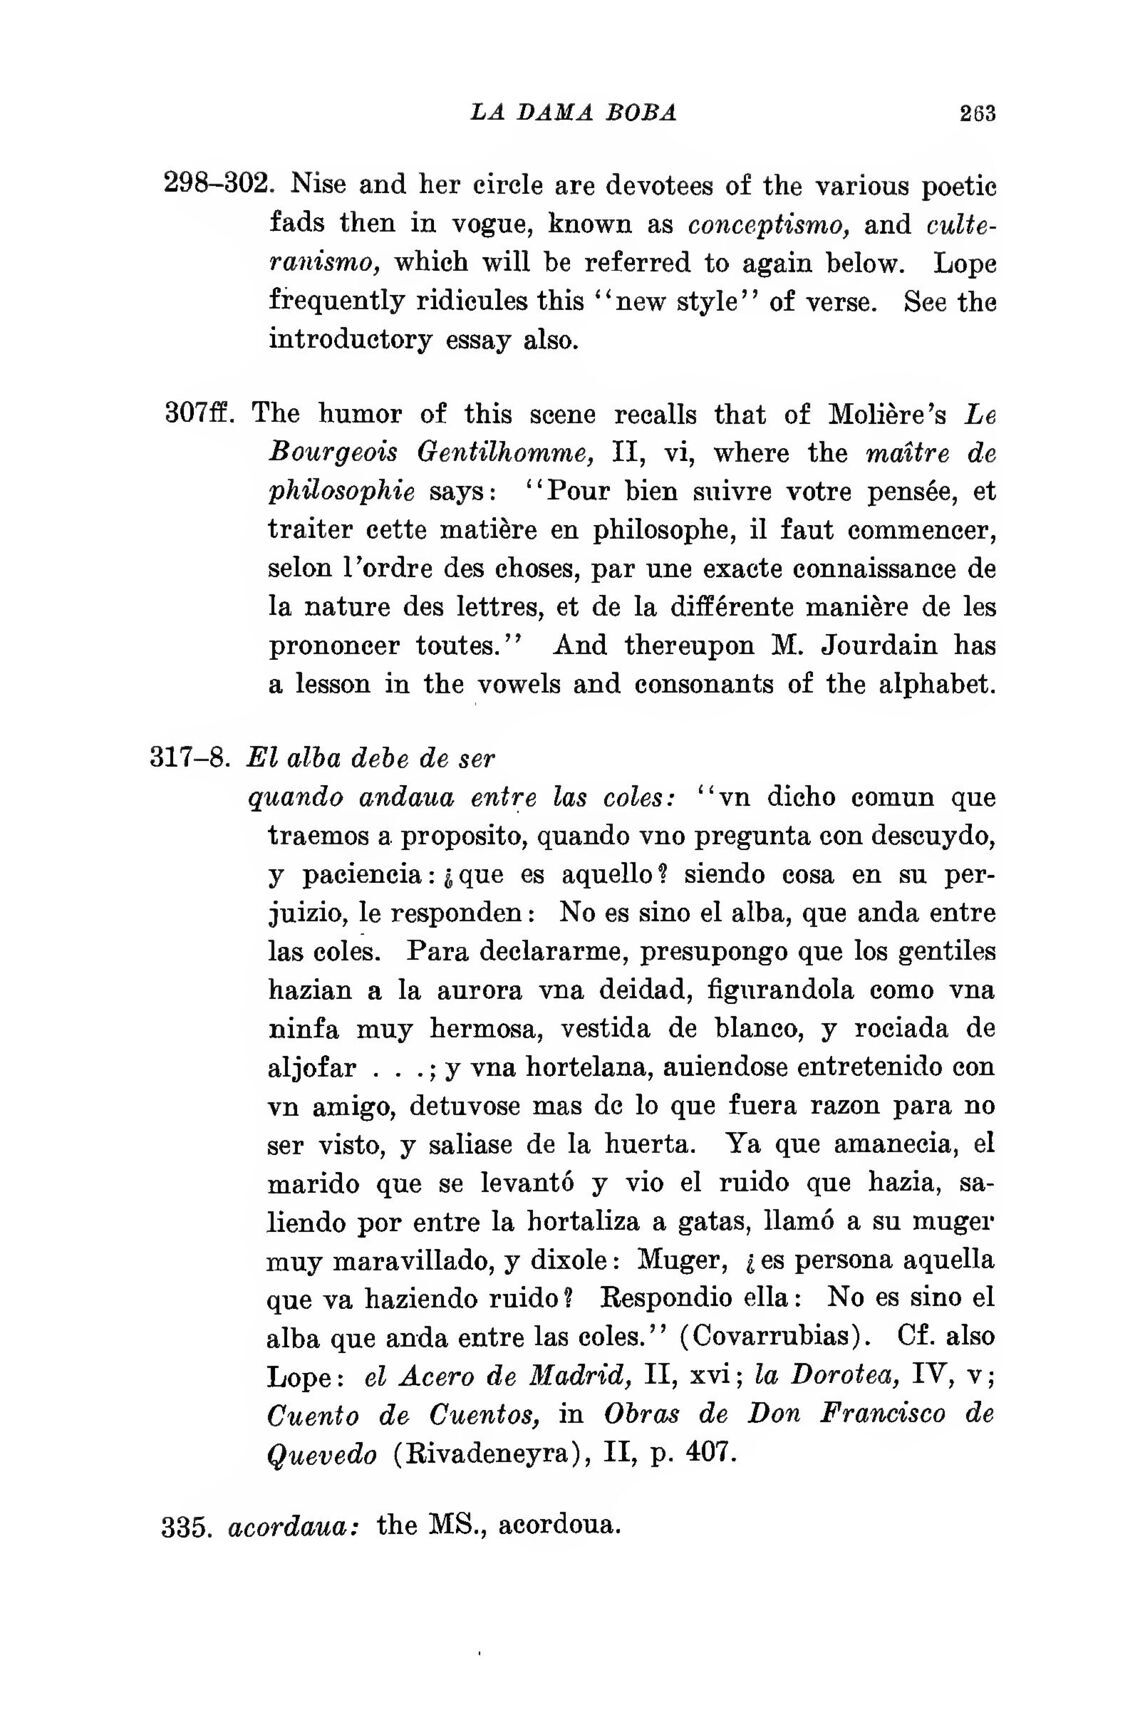 LA DAMA BOBA 263
298–302. Nise and her circle are devotees of the various poetic
fads then in vogue, known as conceptismo, and culte-
ranismo, which will be referred to again below. Lope
frequently ridicules this ‘‘new style’’ of verse. See the
introductory essay also.
307ff. The humor of this scene recalls that of Molière’s Le
Bourgeois Gentilhomme, II, vi, where the maître de
philosophie says: ‘‘Pour bien suivre votre pensée, et
traiter cette matière en philosophe, il faut commencer,
selon l’ordre des choses, par une exacte connaissance de
la nature des lettres, et de la différente manière de les
prononcer toutes.’’ And thereupon M. Jourdain has
a lesson in the vowels and consonants of the alphabet.
317–8. El alba debe de ser
quando andaua entre las coles: ‘‘vn dicho comun que
traemos a proposito, quando vno pregunta con descuydo,
y paciencia: ¿que es aquello? siendo cosa en su per-
juizio, le responden: No es sino el alba, que anda entre
las coles. Para declararme, presupongo que los gentiles
hazian a la aurora vna deidad, figurandola como vna
ninfa muy hermosa, vestida de blanco, y rociada de
aljofar . . .; y vna hortelana, auiendose entretenido con
vn amigo, detuvose mas de lo que fuera razon para no
ser visto, y saliase de la huerta. Ya que amanecia, el
marido que se levantó y vio el ruido que hazia, sa-
liendo por entre la hortaliza a gatas, llamó a su muger
muy maravillado, y dixole: Muger, ¿es persona aquella
que va haziendo ruido? Respondio ella: No es sino el
alba que anda entre las coles.’’ (Covarrubias). Cf. also
Lope: el Acero de Madrid, II, xvi; la Dorotea, IV, v;
Cuento de Cuentos, in Obras de Don Francisco de
Quevedo (Rivadeneyra), II, p. 407.
335. acordaua: the MS., acordoua.